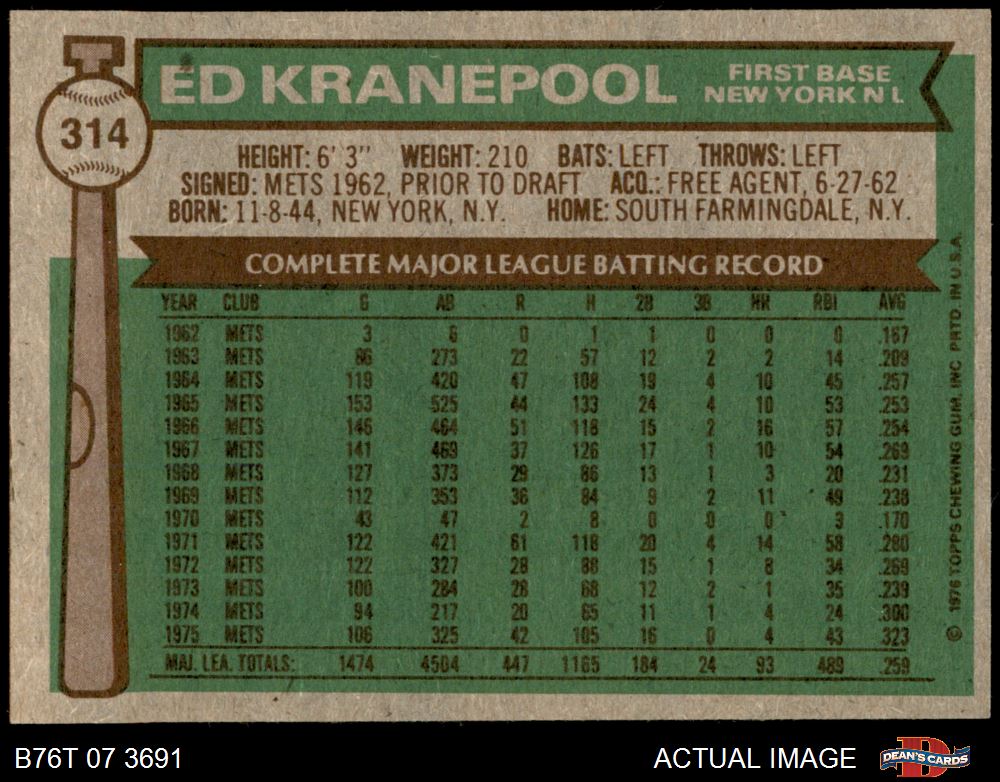 ED KRANEPOOL
FIRST BASE
NEW YORK N L
314
HEIGHT: 6' 3" WEIGHT: 210 BATS: LEFT THROWS: LEFT
SIGNED: METS 1962, PRIOR TO DRAFT ACQ.: FREE AGENT, 6-27-62
BORN: 11-8-44, NEW YORK, N.Y. HOME: SOUTH FARMINGDALE, N.Y.
COMPLETE MAJOR LEAGUE BATTING RECORD
YEAR CLUB G AB R H 2B 3B HR RBI AVG
1962 METS 3 6 0 1 1 0 0 0 .167
1963 METS 86 273 22 57 12 2 2 14 .209
1964 METS 119 420 47 108 19 4 10 45 .257
1965 METS 153 525 44 133 24 4 10 53 .253
1966 METS 146 464 51 118 15 2 16 57 .254
1967 METS 141 469 37 126 17 1 10 54 .269
1968 METS 127 373 29 86 13 1 3 20 .231
1969 METS 112 353 36 84 9 2 11 49 .238
1970 METS 43 47 2 8 0 0 0 3 .170
1971 METS 122 421 61 118 20 4 14 58 .280
1972 METS 122 327 28 88 15 1 8 34 .269
1973 METS 100 284 28 68 12 2 1 35 .239
1974 METS 94 217 20 65 11 1 4 24 .300
1975 METS 106 325 42 105 16 0 4 43 .323
MAJ. LEA. TOTALS: 1474 4504 447 1165 184 24 93 489 .259
© 1976 TOPPS CHEWING GUM, INC. PRTD. IN U.S.A.
B76T 07 3691
ACTUAL IMAGE
D
DEAN'S CARDS